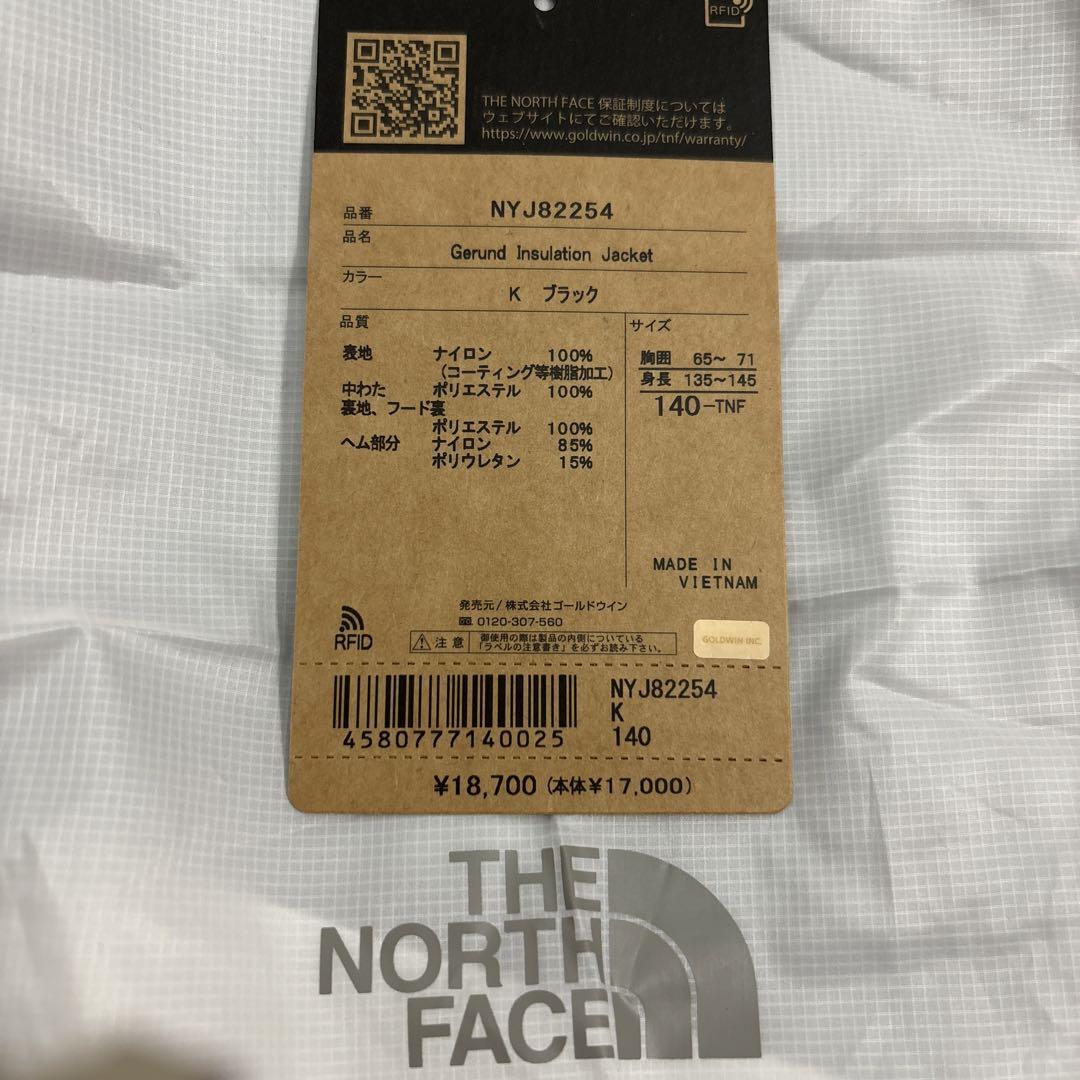 RFID
THE NORTH FACE 保証制度については
ウェブサイトにてご確認いただけます。
https://www.goldwin.co.jp/tnf/warranty/
品番 NYJ82254
品名
Gerund Insulation Jacket
カラー
K ブラック
品質
表地 ナイロン 100%
(コーティング等樹脂加工)
中わた ポリエステル 100%
裏地、フード裏
ポリエステル 100%
ヘム部分 ナイロン 85%
ポリウレタン 15%
サイズ
胸囲 65~ 71
身長 135~145
140-TNF
MADE IN
VIETNAM
発売元/株式会社ゴールドウイン
0120-307-560
RFID
注意
御使用の際は製品の内側についている
「ラベルの注意書き」を必ずお読み下さい。
GOLDWIN INC.
4580777140025
NYJ82254
K
140
¥18,700 (本体¥17,000)
THE
NORTH
FACE